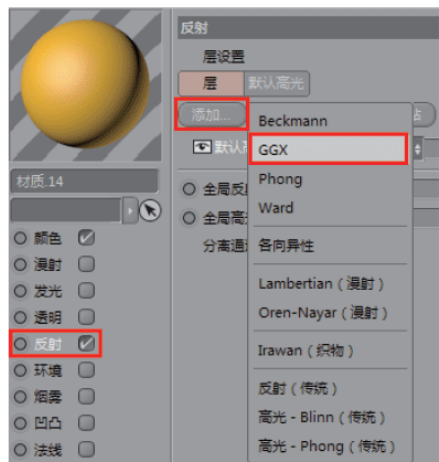 反射
层设置
层
默认高光
添加...
默认
全局反
全局高
分离通
Beckmann
GGX
Phong
Ward
各向异性
Lambertian（漫射）
Oren-Nayar（漫射）
Irawan（织物）
反射（传统）
高光 - Blinn（传统）
高光 - Phong（传统）
材质.14
颜色
漫射
发光
透明
反射
环境
烟雾
凹凸
法线